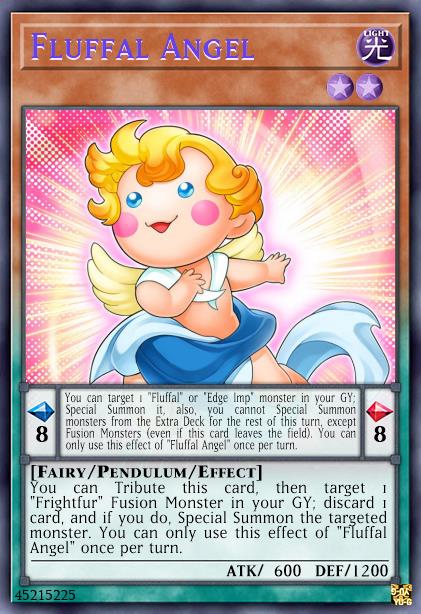 Fluffal Angel
LIGHT
光
You can target 1 "Fluffal" or "Edge Imp" monster in your GY;
Special Summon it, also, you cannot Special Summon
monsters from the Extra Deck for the rest of this turn, except
Fusion Monsters (even if this card leaves the field). You can
only use this effect of "Fluffal Angel" once per turn.
8
8
[Fairy/Pendulum/Effect]
You can Tribute this card, then target 1
"Frightfur" Fusion Monster in your GY; discard 1
card, and if you do, Special Summon the targeted
monster. You can only use this effect of "Fluffal
Angel" once per turn.
ATK/ 600 DEF/1200
45215225